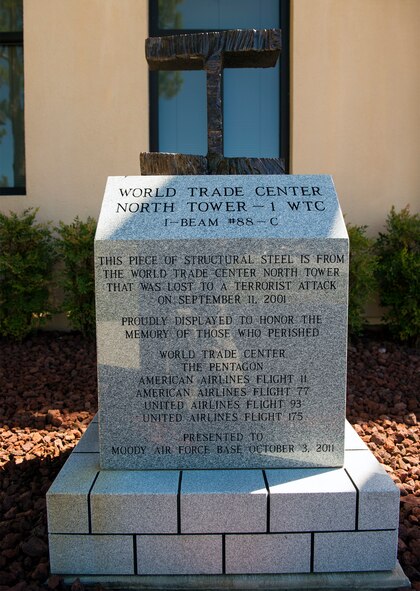 WORLD TRADE CENTER
NORTH TOWER – 1 WTC
I-BEAM #88-C
THIS PIECE OF STRUCTURAL STEEL IS FROM
THE WORLD TRADE CENTER NORTH TOWER
THAT WAS LOST TO A TERRORIST ATTACK
ON SEPTEMBER 11, 2001
PROUDLY DISPLAYED TO HONOR THE
MEMORY OF THOSE WHO PERISHED
WORLD TRADE CENTER
THE PENTAGON
AMERICAN AIRLINES FLIGHT 11
AMERICAN AIRLINES FLIGHT 77
UNITED AIRLINES FLIGHT 93
UNITED AIRLINES FLIGHT 175
PRESENTED TO
MOODY AIR FORCE BASE OCTOBER 3, 2011